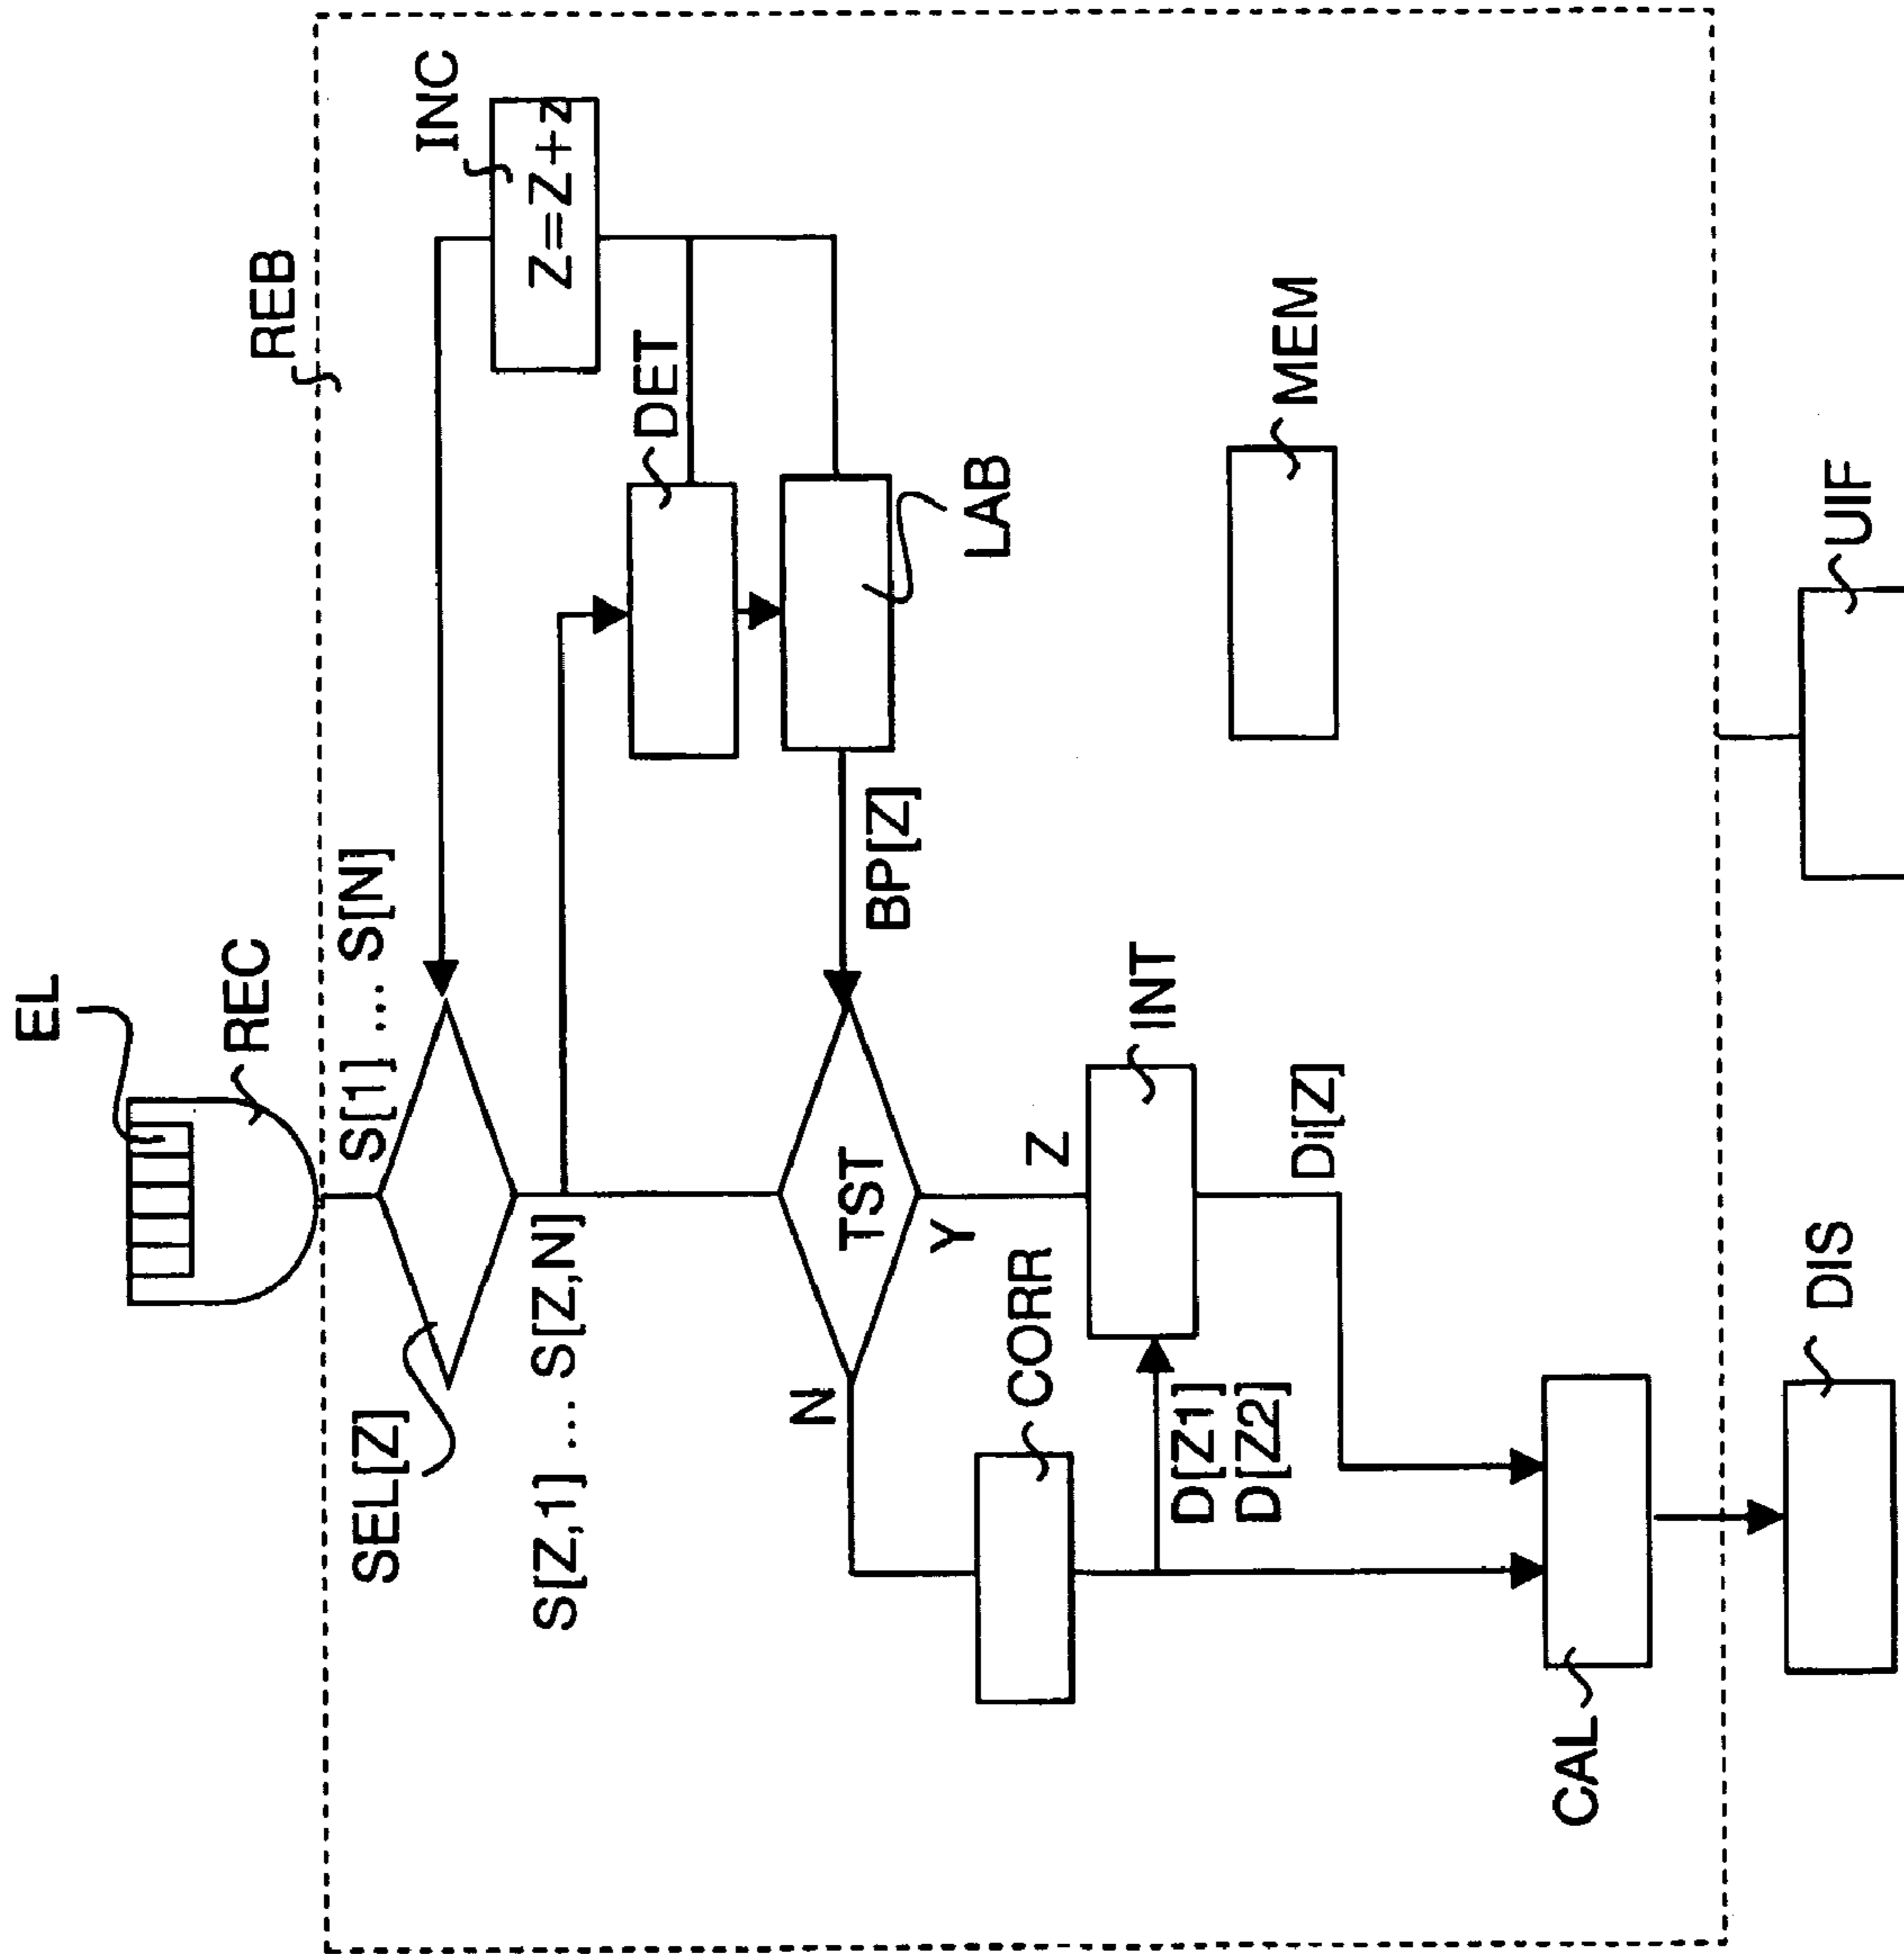 EL
REC
REB
S[1] ... S[N]
SEL[Z]
INC
Z=Z+z
S[Z,1] ... S[Z,N]
DET
LAB
BP[Z]
TST
N
Y
Z
CORR
INT
D[Z1]
D[Z2]
Di[Z]
MEM
CAL
DIS
UIF